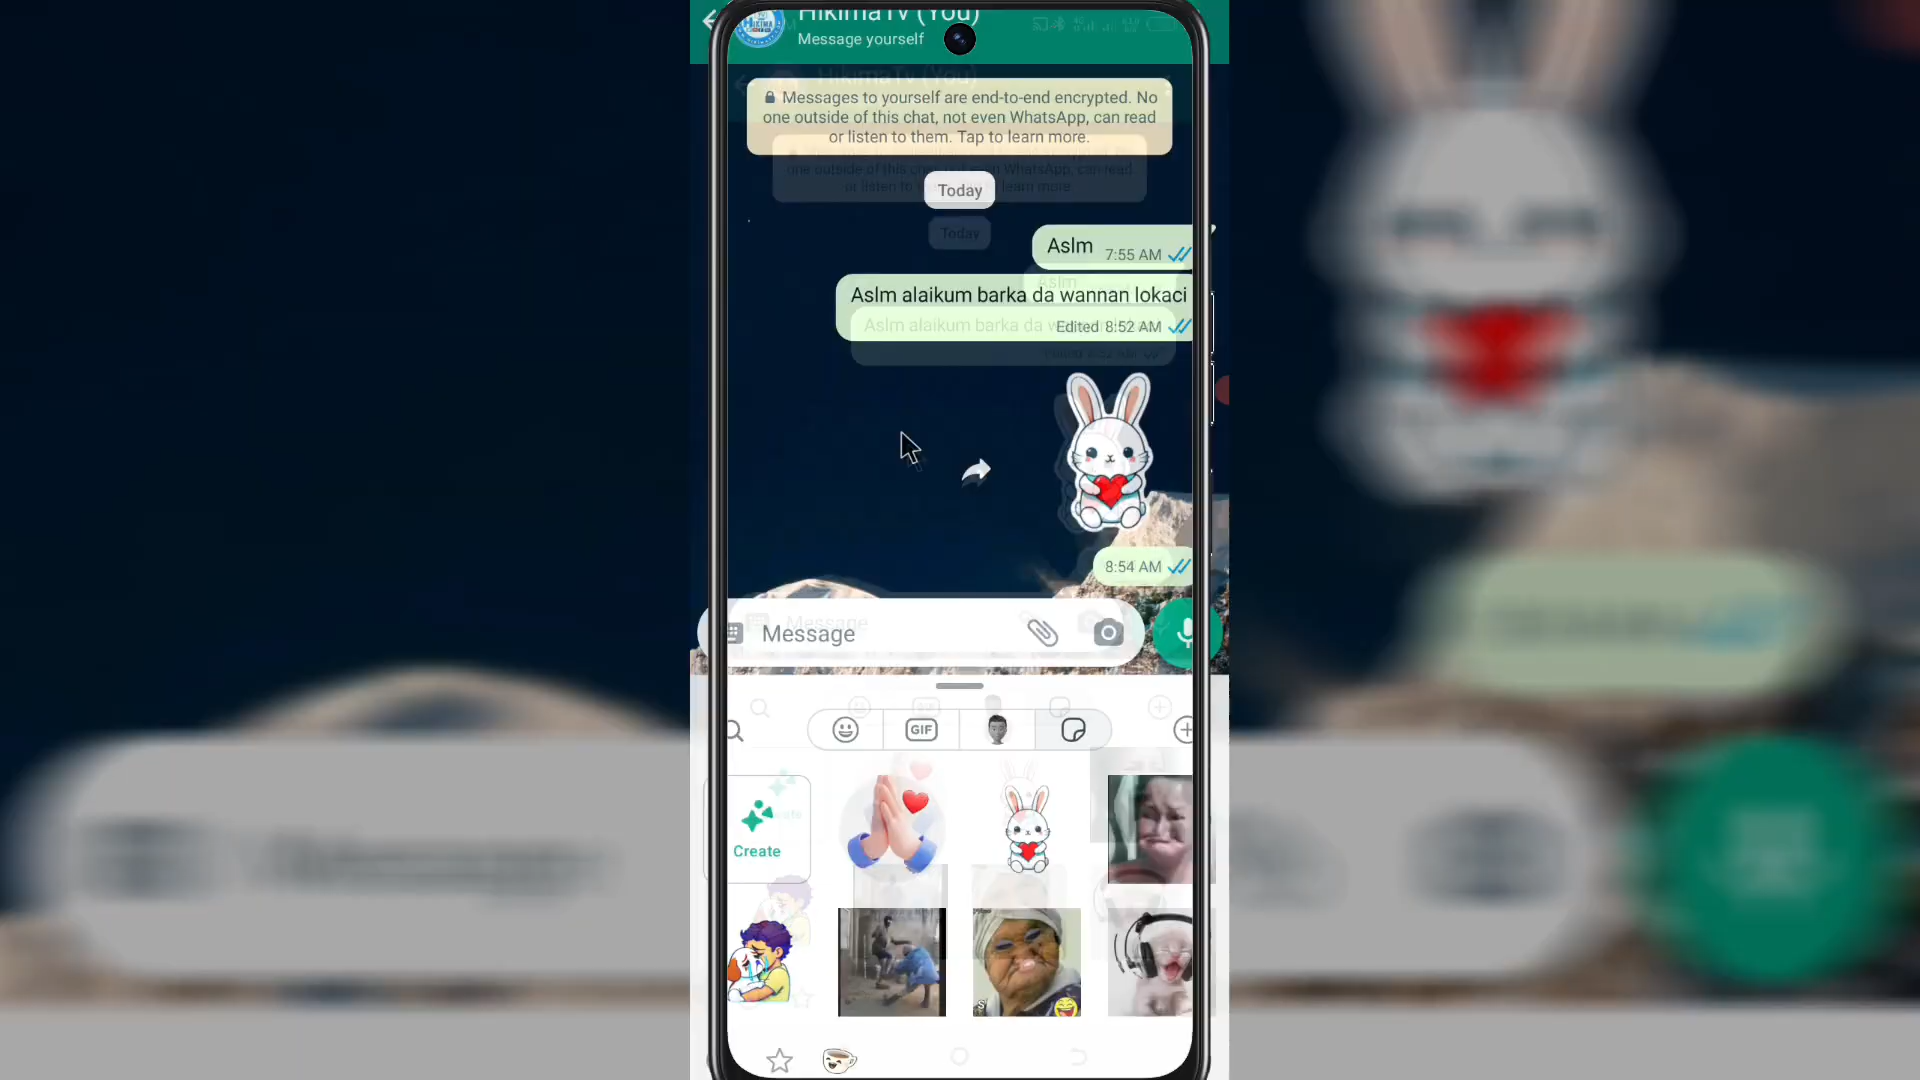 HikimaTv (You)
Message yourself
Messages to yourself are end-to-end encrypted. No
one outside of this chat, not even WhatsApp, can read
or listen to them. Tap to learn more.
Today
Today
Aslm
7:55 AM
Aslm alaikum barka da wannan lokaci
Edited 8:52 AM
8:54 AM
Message
GIF
Create